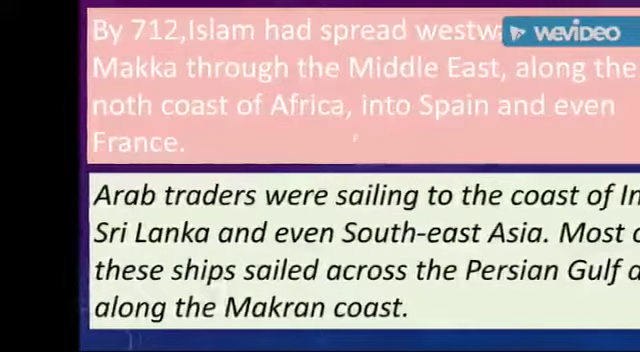 By 712,Islam had spread westw
WEVIDEO
Makka through the Middle East, along the
noth coast of Africa, into Spain and even
France.
Arab traders were sailing to the coast of In
Sri Lanka and even South-east Asia. Most o
these ships sailed across the Persian Gulf a
along the Makran coast.